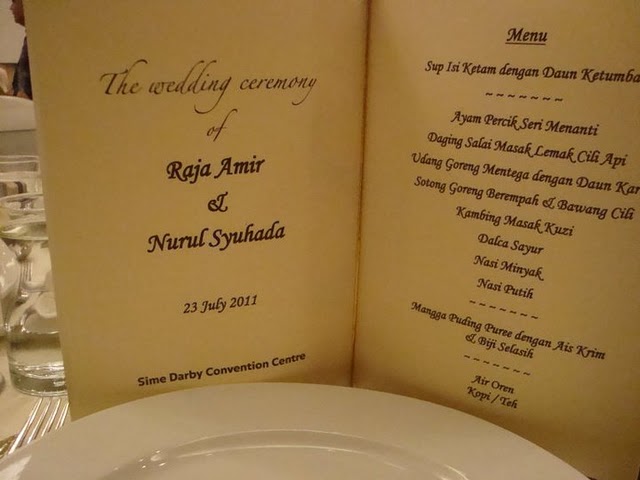 The wedding ceremony
of
Raja Amir
&
Nurul Syuhada
23 July 2011
Sime Darby Convention Centre
Menu
Sup Isi Ketam dengan Daun Ketumba
~ ~ ~ ~ ~ ~ ~
Ayam Percik Seri Menanti
Daging Salai Masak Lemak Cili Api
Udang Goreng Mentega dengan Daun Kar
Sotong Goreng Berempah & Bawang Cili
Kambing Masak Kuzi
Dalca Sayur
Nasi Minyak
Nasi Putih
~ ~ ~ ~ ~ ~ ~
Mangga Puding Puree dengan Ais Krim
& Biji Selasih
~ ~ ~ ~ ~ ~ ~
Air Oren
Kopi / Teh